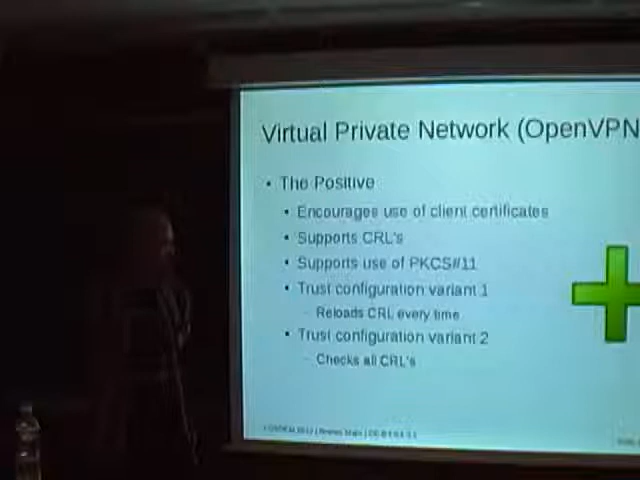 Virtual Private Network (OpenVPN
• The Positive
• Encourages use of client certificates
• Supports CRL's
• Supports use of PKCS#11
• Trust configuration variant 1
– Reloads CRL every time
• Trust configuration variant 2
– Checks all CRL's